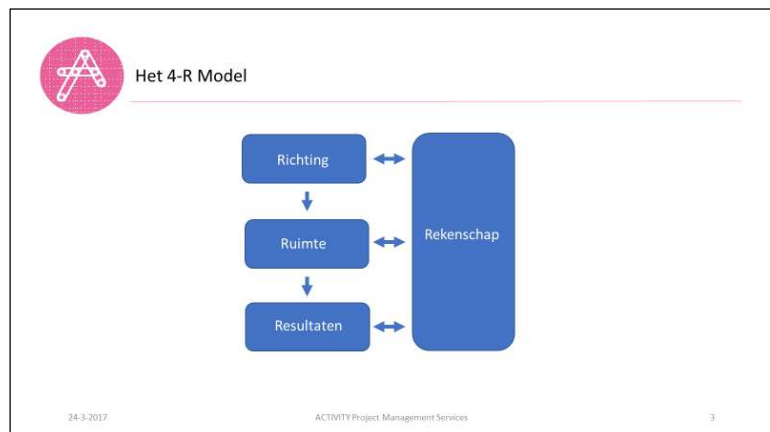 Het 4-R Model
Richting
Ruimte
Rekenschap
Resultaten
24-3-2017
ACTIVITY Project Management Services
3